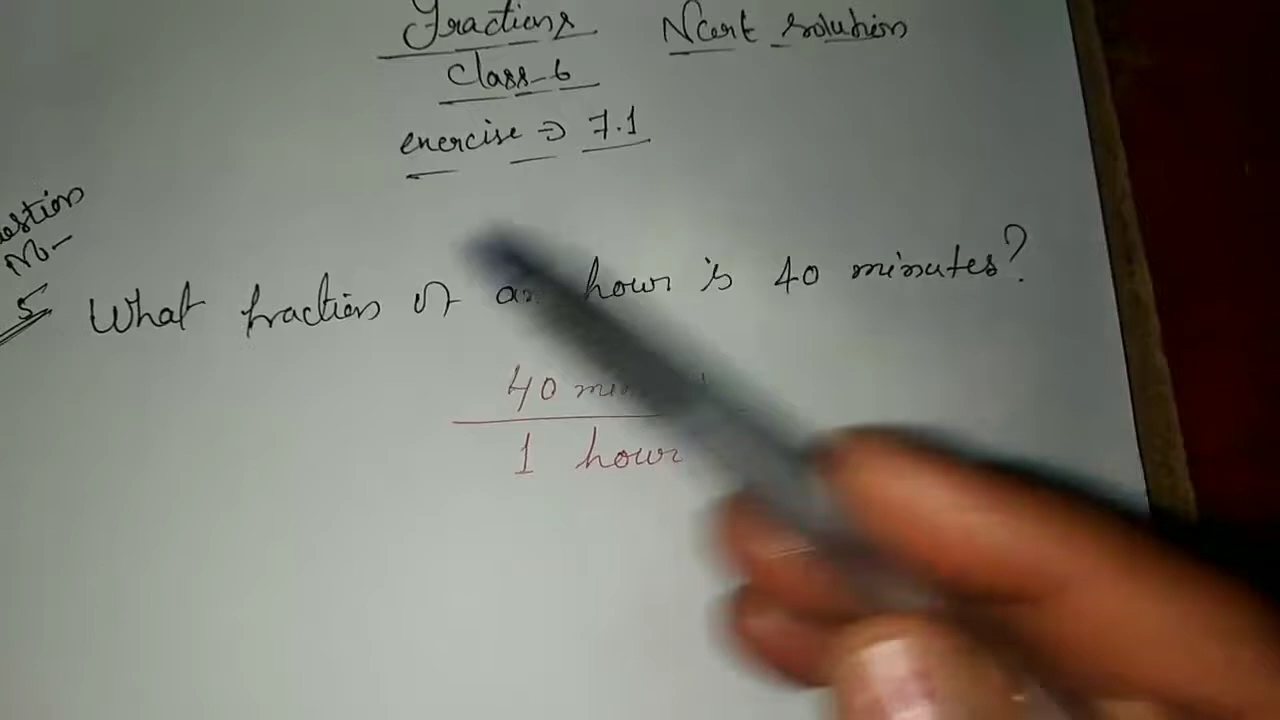 Fractions Ncert solution
Class-6
exercise => 7.1
No-
5 What fraction of an hour is 40 minutes?
40
1 hour